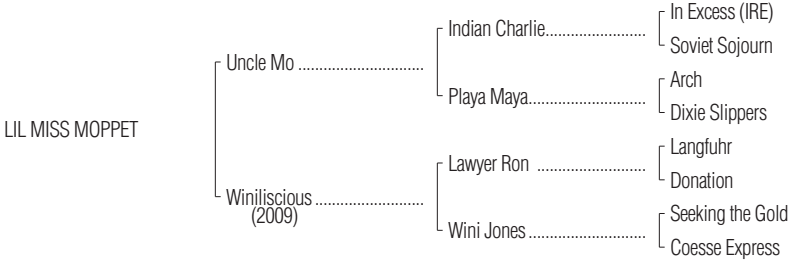 In Excess (IRE)
Indian Charlie..........................
Soviet Sojourn
Uncle Mo ................................
Arch
Playa Maya..............................
Dixie Slippers
LIL MISS MOPPET
Langfuhr
Lawyer Ron ............................
Donation
Winiliscious ............................
(2009)
Seeking the Gold
Wini Jones ..............................
Coesse Express